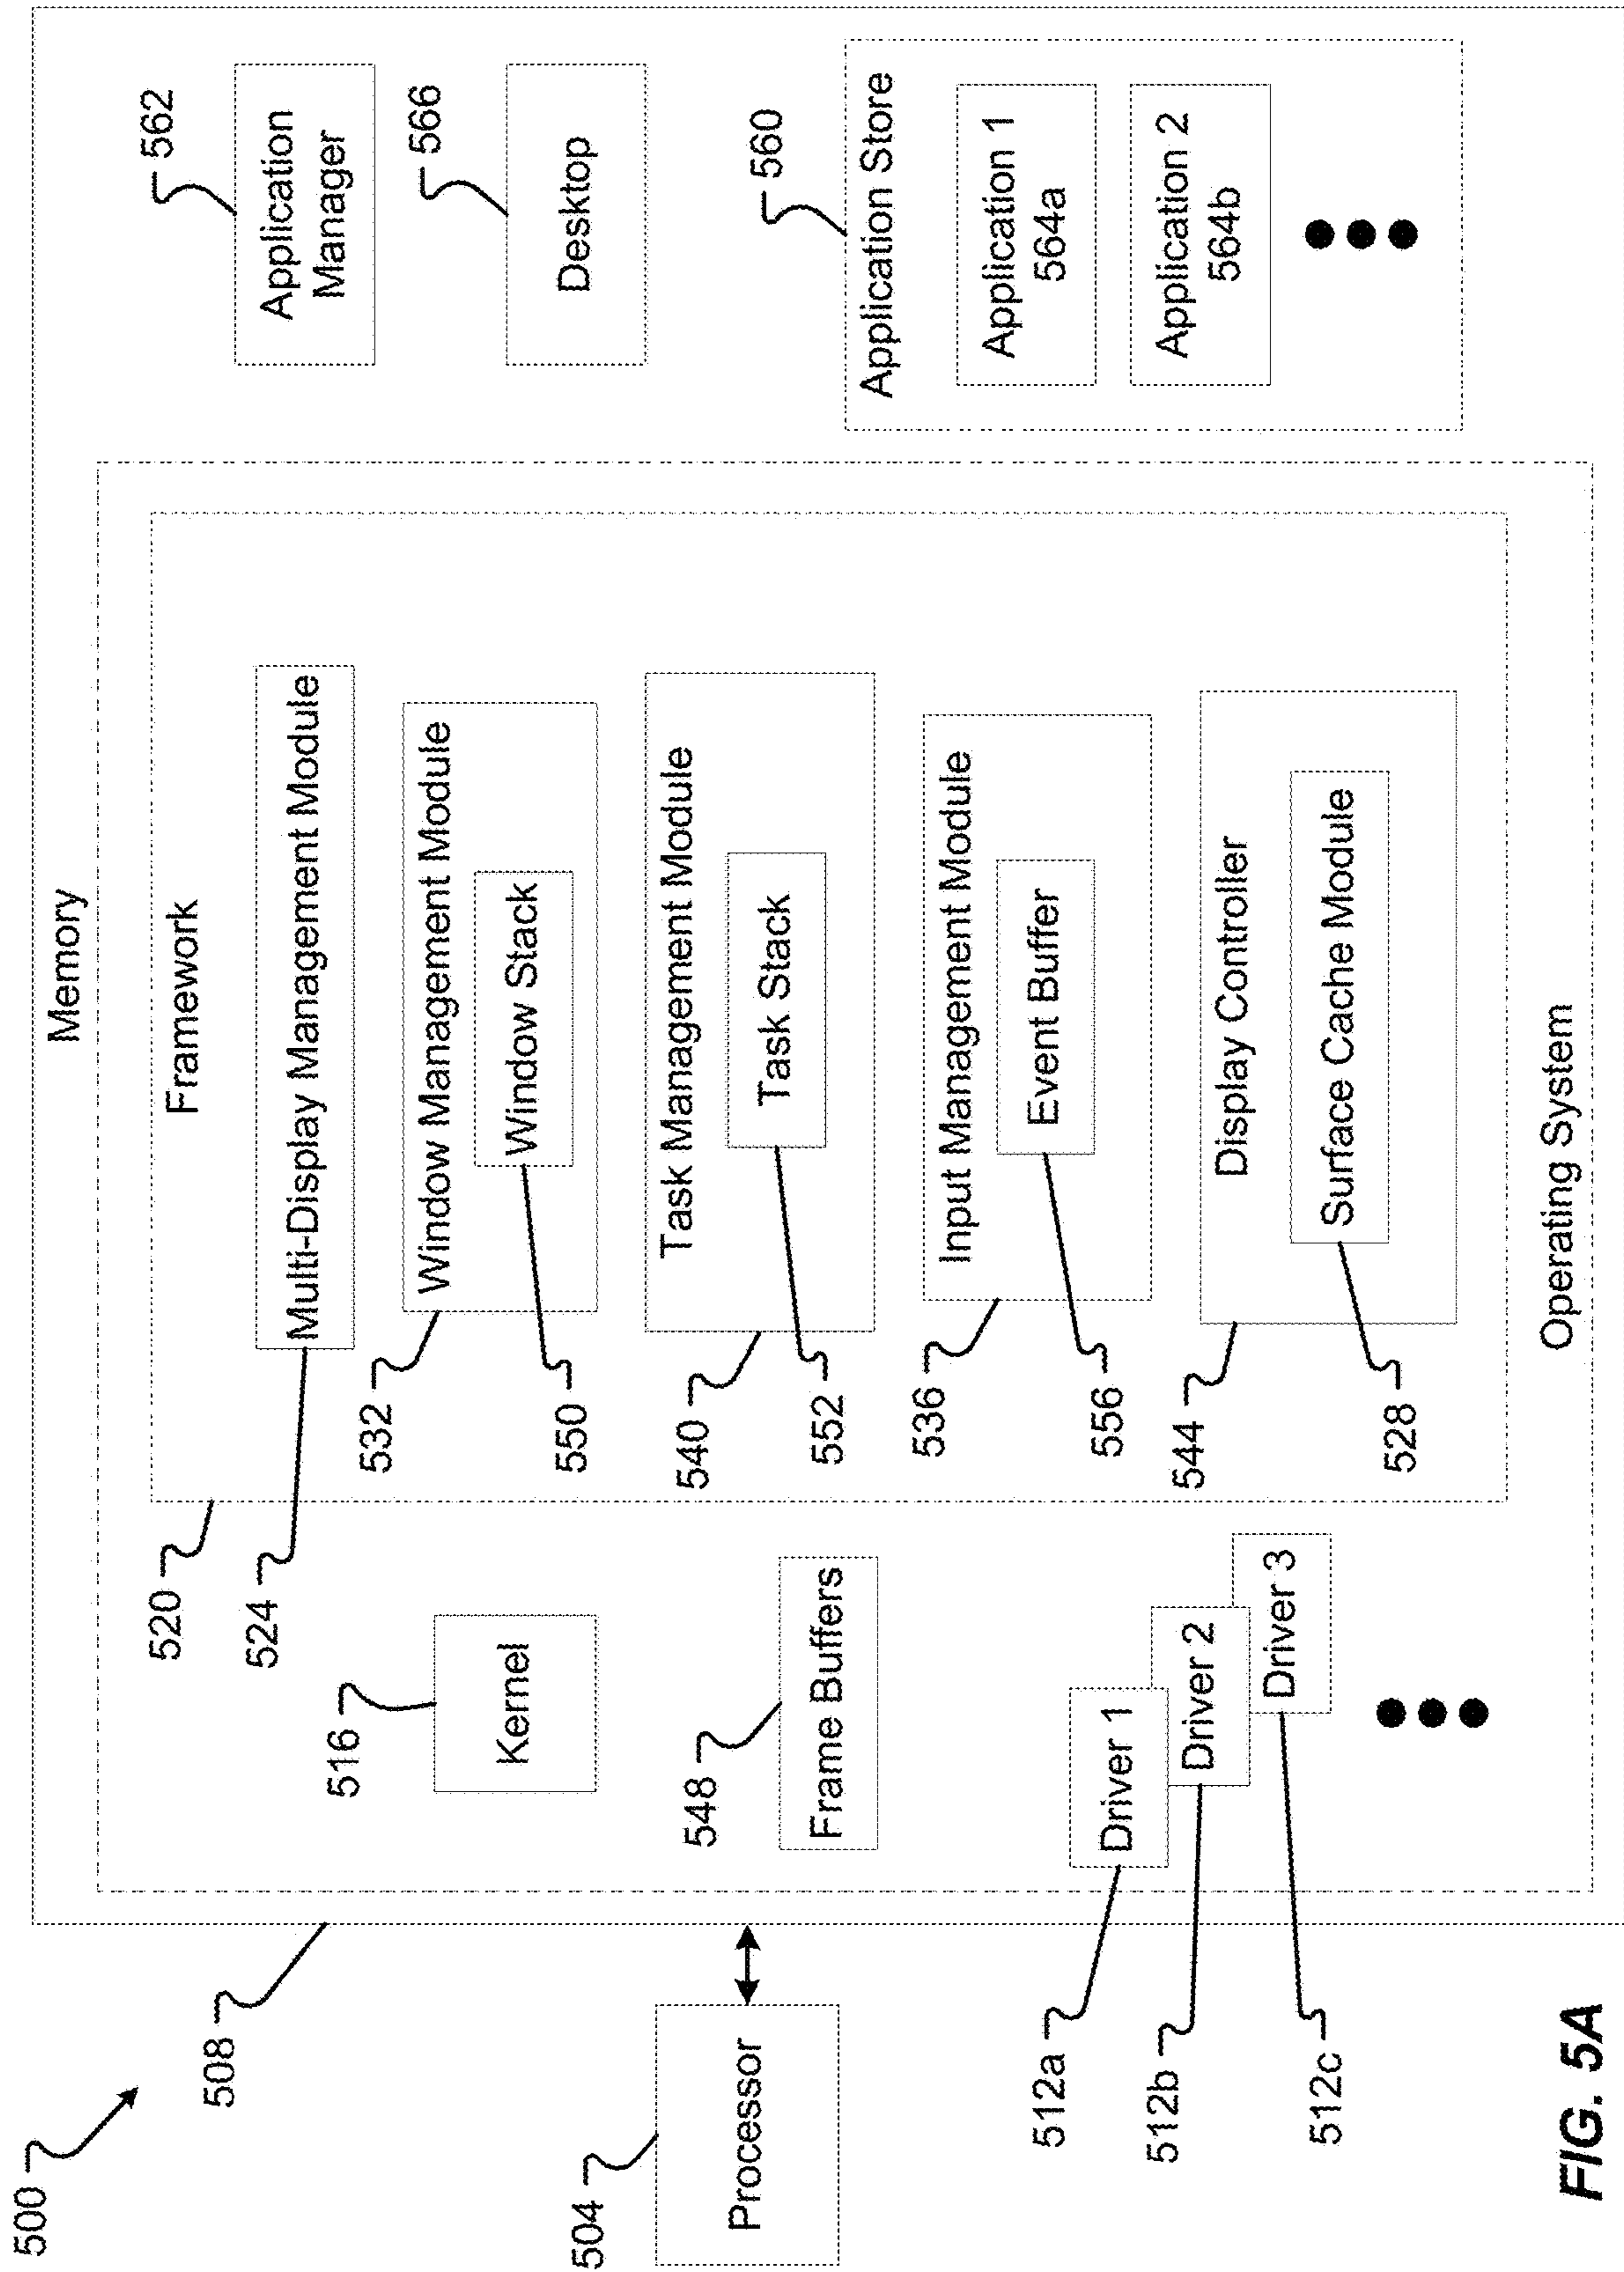 500
508
Memory
504
Processor
520
524
Framework
Multi-Display Management Module
532
Window Management Module
550
Window Stack
540
Task Management Module
552
Task Stack
536
Input Management Module
556
Event Buffer
544
Display Controller
528
Surface Cache Module
516
Kernel
548
Frame Buffers
512a
Driver 1
512b
Driver 2
512c
Driver 3
Operating System
562
Application
Manager
566
Desktop
560
Application Store
Application 1
564a
Application 2
564b
FIG. 5A